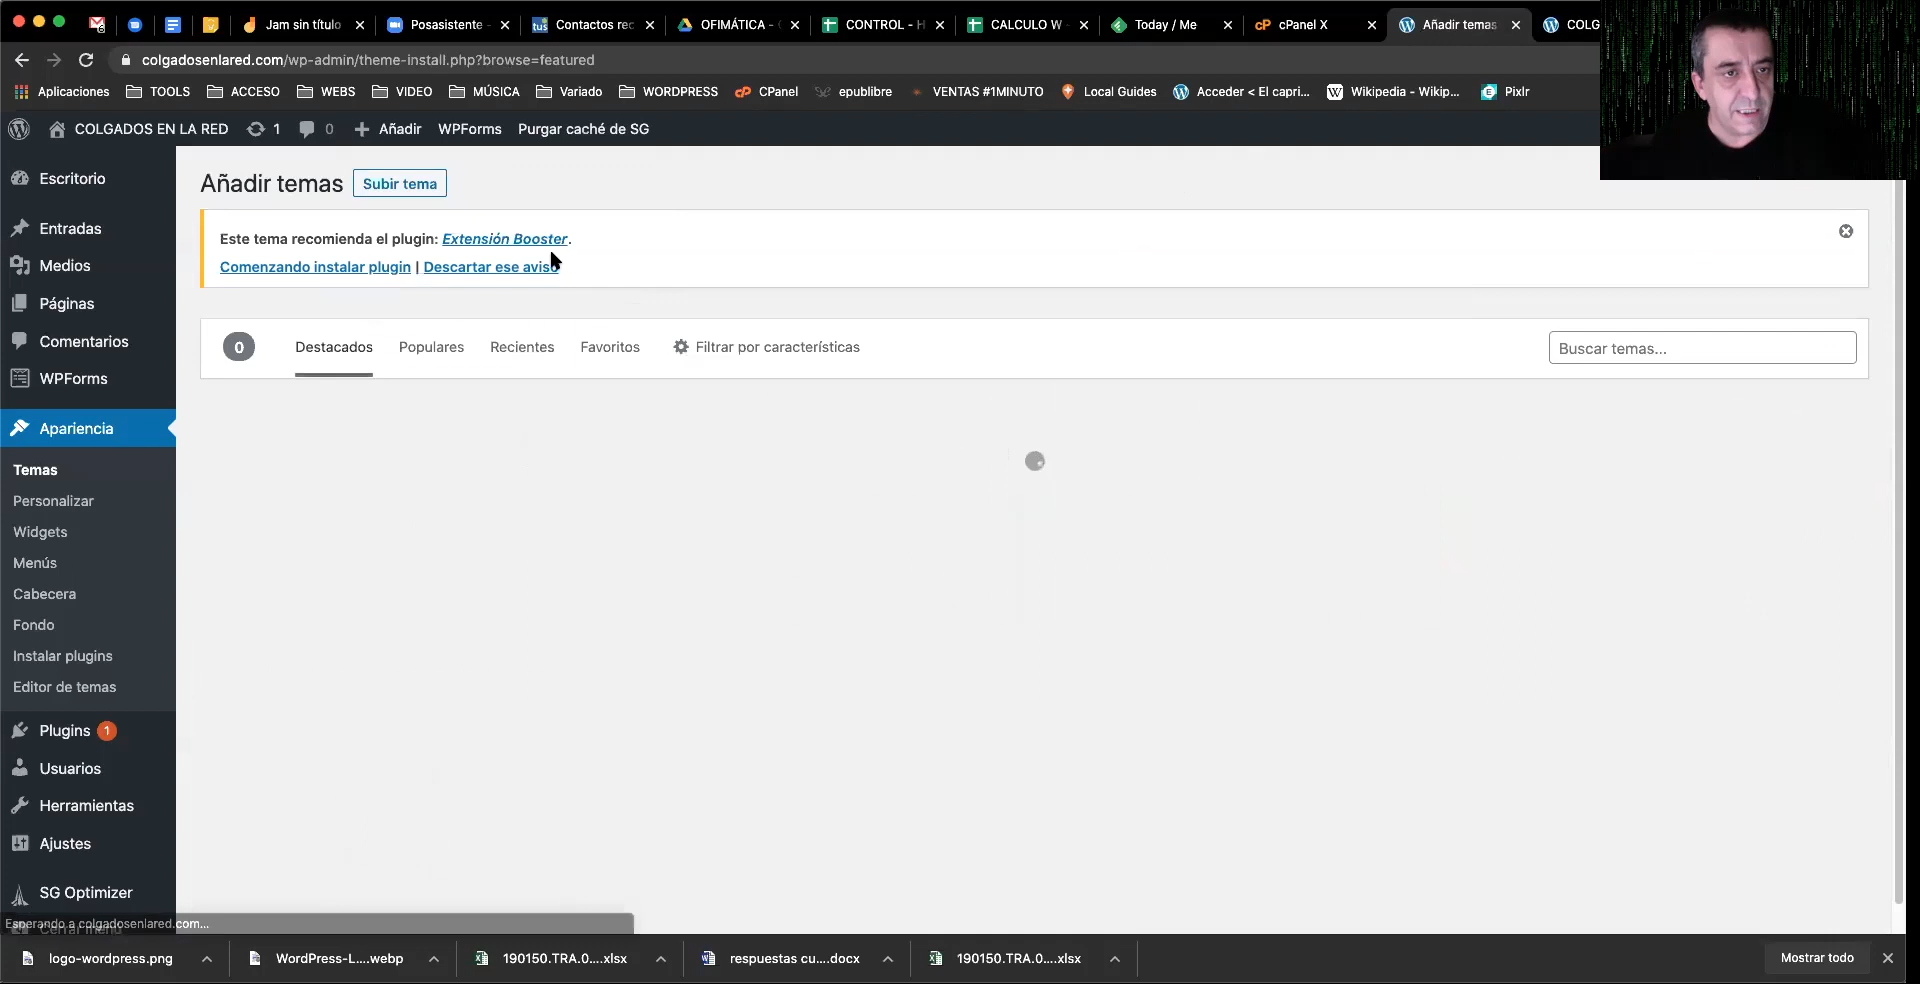 Jam sin título
Posasistente -
Contactos rec
OFIMÁTICA -
CONTROL - H
CALCULO W -
Today / Me
cPanel X
Añadir temas
COLG
colgadosenlared.com/wp-admin/theme-install.php?browse=featured
Aplicaciones
TOOLS
ACCESO
WEBS
VIDEO
MÚSICA
Variado
WORDPRESS
CPanel
epublibre
VENTAS #1MINUTO
Local Guides
Acceder < El capri...
Wikipedia - Wikip...
Pixlr
COLGADOS EN LA RED
1
0
Añadir
WPForms
Purgar caché de SG
Escritorio
Entradas
Medios
Páginas
Comentarios
WPForms
Apariencia
Temas
Personalizar
Widgets
Menús
Cabecera
Fondo
Instalar plugins
Editor de temas
Plugins 1
Usuarios
Herramientas
Ajustes
SG Optimizer
Cerrar menú
Añadir temas
Subir tema
Este tema recomienda el plugin: Extensión Booster.
Comenzando instalar plugin | Descartar ese aviso
0
Destacados
Populares
Recientes
Favoritos
Filtrar por características
Buscar temas...
Esperando a colgadosenlared.com...
logo-wordpress.png
WordPress-L....webp
190150.TRA.0....xlsx
respuestas cu....docx
190150.TRA.0....xlsx
Mostrar todo